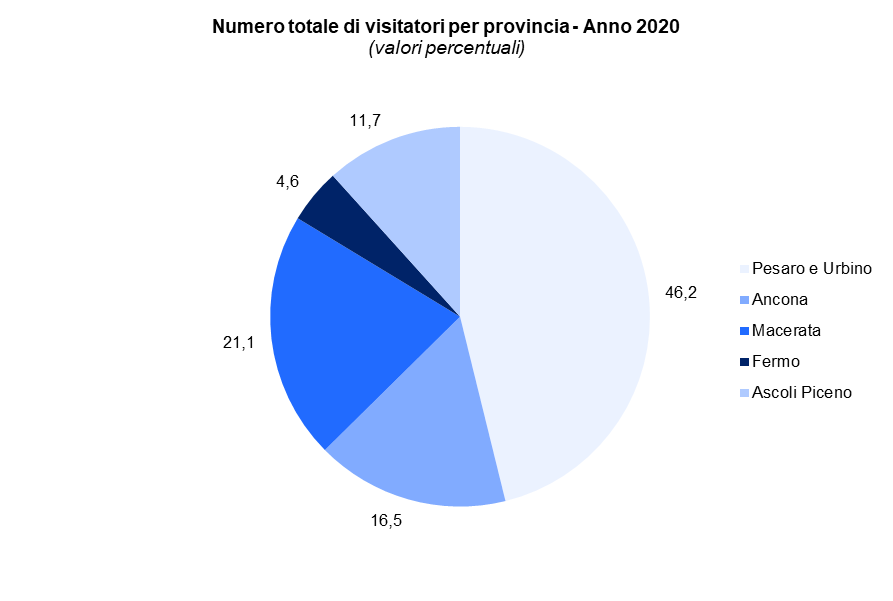 Numero totale di visitatori per provincia - Anno 2020
(valori percentuali)
11,7
4,6
46,2
21,1
16,5
Pesaro e Urbino
Ancona
Macerata
Fermo
Ascoli Piceno